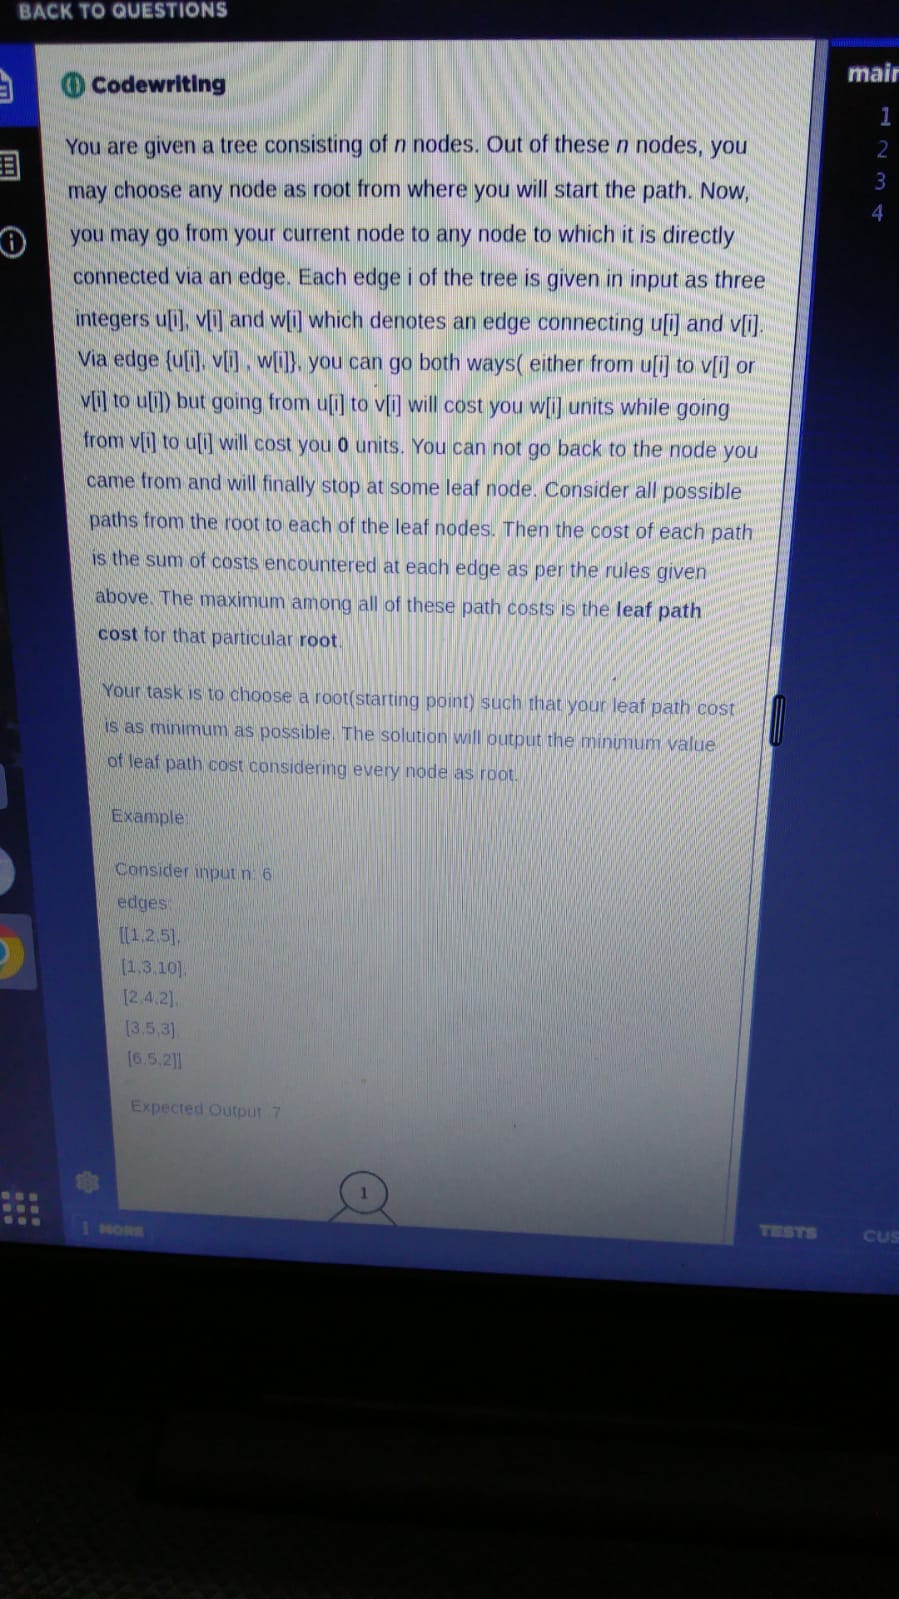 BACK TO QUESTIONS
Codewriting
main
1
2
3
4
You are given a tree consisting of n nodes. Out of these n nodes, you
may choose any node as root from where you will start the path. Now,
you may go from your current node to any node to which it is directly
connected via an edge. Each edge i of the tree is given in input as three
integers u[i], v[i] and w[i] which denotes an edge connecting u[i] and v[i].
Via edge {u[i], v[i] , w[i]}, you can go both ways( either from u[i] to v[i] or
v[i] to u[i]) but going from u[i] to v[i] will cost you w[i] units while going
from v[i] to u[i] will cost you 0 units. You can not go back to the node you
came from and will finally stop at some leaf node. Consider all possible
paths from the root to each of the leaf nodes. Then the cost of each path
is the sum of costs encountered at each edge as per the rules given
above. The maximum among all of these path costs is the leaf path
cost for that particular root.
Your task is to choose a root(starting point) such that your leaf path cost
is as minimum as possible. The solution will output the minimum value
of leaf path cost considering every node as root.
Example:
Consider input n: 6
edges:
[[1,2,5],
[1,3,10],
[2,4,2],
[3,5,3],
[6,5,2]]
Expected Output: 7
1
MORE
TESTS
CUS